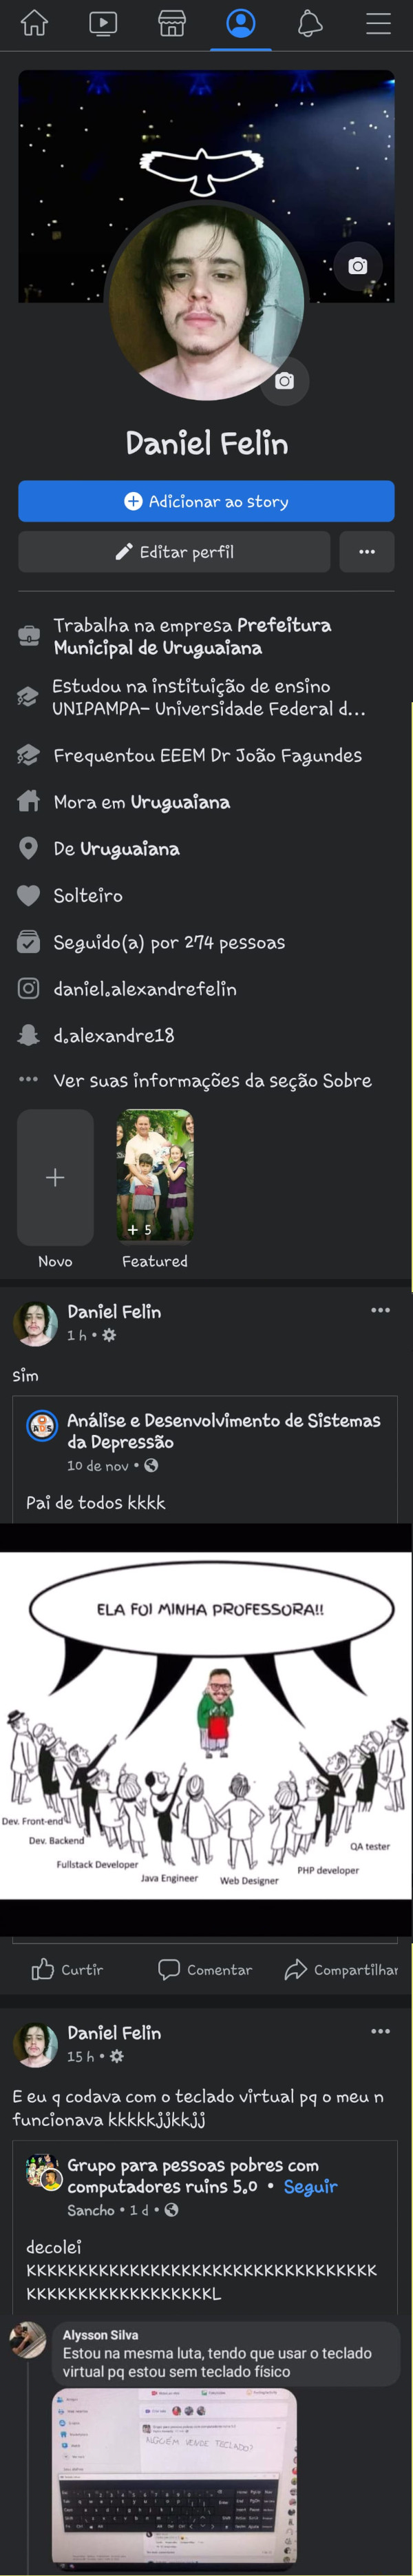 Daniel Felin
Adicionar ao story
Editar perfil
Trabalha na empresa Prefeitura
Municipal de Uruguaiana
Estudou na instituição de ensino
UNIPAMPA- Universidade Federal d...
Frequentou EEEM Dr João Fagundes
Mora em Uruguaiana
De Uruguaiana
Solteiro
Seguido(a) por 274 pessoas
daniel.alexandrefelin
d.alexandre18
Ver suas informações da seção Sobre
+ 5
Novo
Featured
Daniel Felin
1 h
sim
ADS
Análise e Desenvolvimento de Sistemas
da Depressão
10 de nov
Pai de todos kkkk
ELA FOI MINHA PROFESSORA!!
Dev. Front-end
Dev. Backend
Fullstack Developer
Java Engineer
Web Designer
PHP developer
QA tester
Curtir
Comentar
Compartilhar
Daniel Felin
15 h
E eu q codava com o teclado virtual pq o meu n
funcionava kkkkkjjkkjj
Grupo para pessoas pobres com
computadores ruins 5.0 • Seguir
Sancho • 1 d
decolei
KKKKKKKKKKKKKKKKKKKKKKKKKKKKKKKKKK
KKKKKKKKKKKKKKKKKKL
Alysson Silva
Estou na mesma luta, tendo que usar o teclado
virtual pq estou sem teclado físico
ALGUÉM VENDE TECLADO?